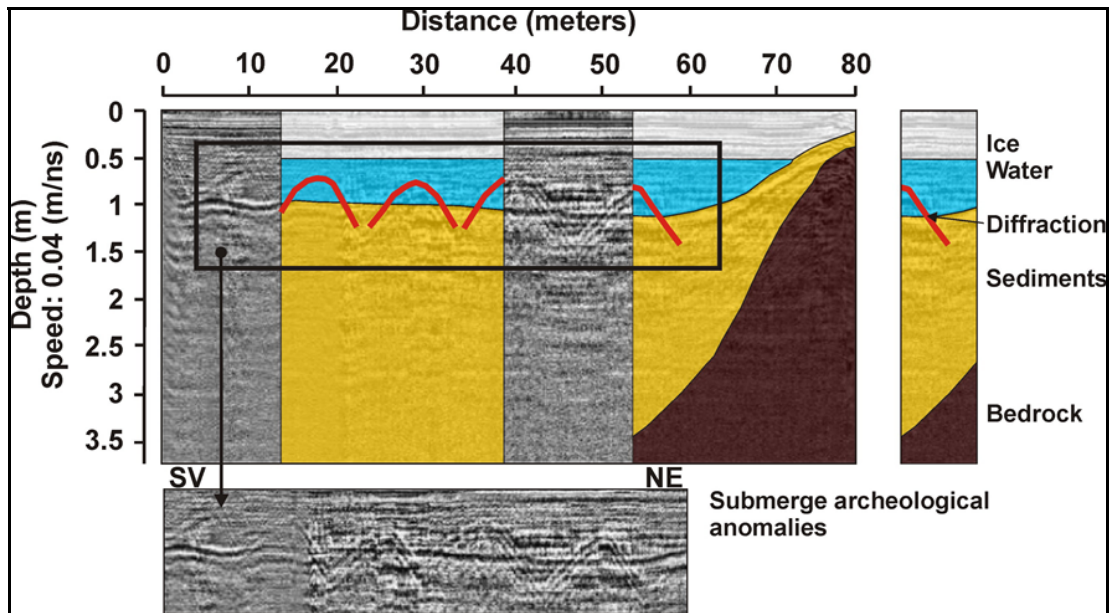 Distance (meters)
0 10 20 30 40 50 60 70 80
Depth (m)
Speed: 0.04 (m/ns)
0
0.5
1
1.5
2
2.5
3
3.5
Ice
Water
Diffraction
Sediments
Bedrock
SV NE
Submerge archeological
anomalies